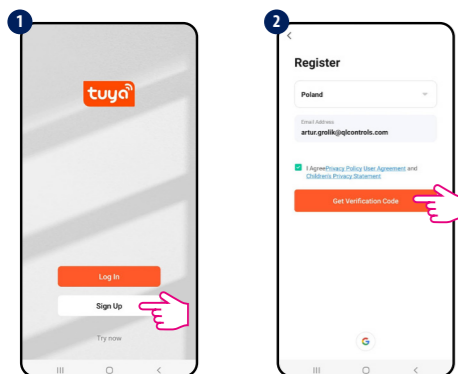 1
tuya
Log In
Sign Up
Try now
2
Register
Poland
Email Address
artur.grolik@qlcontrols.com
I AgreePrivacy Policy User Agreement and
Children's Privacy Statement
Get Verification Code
G